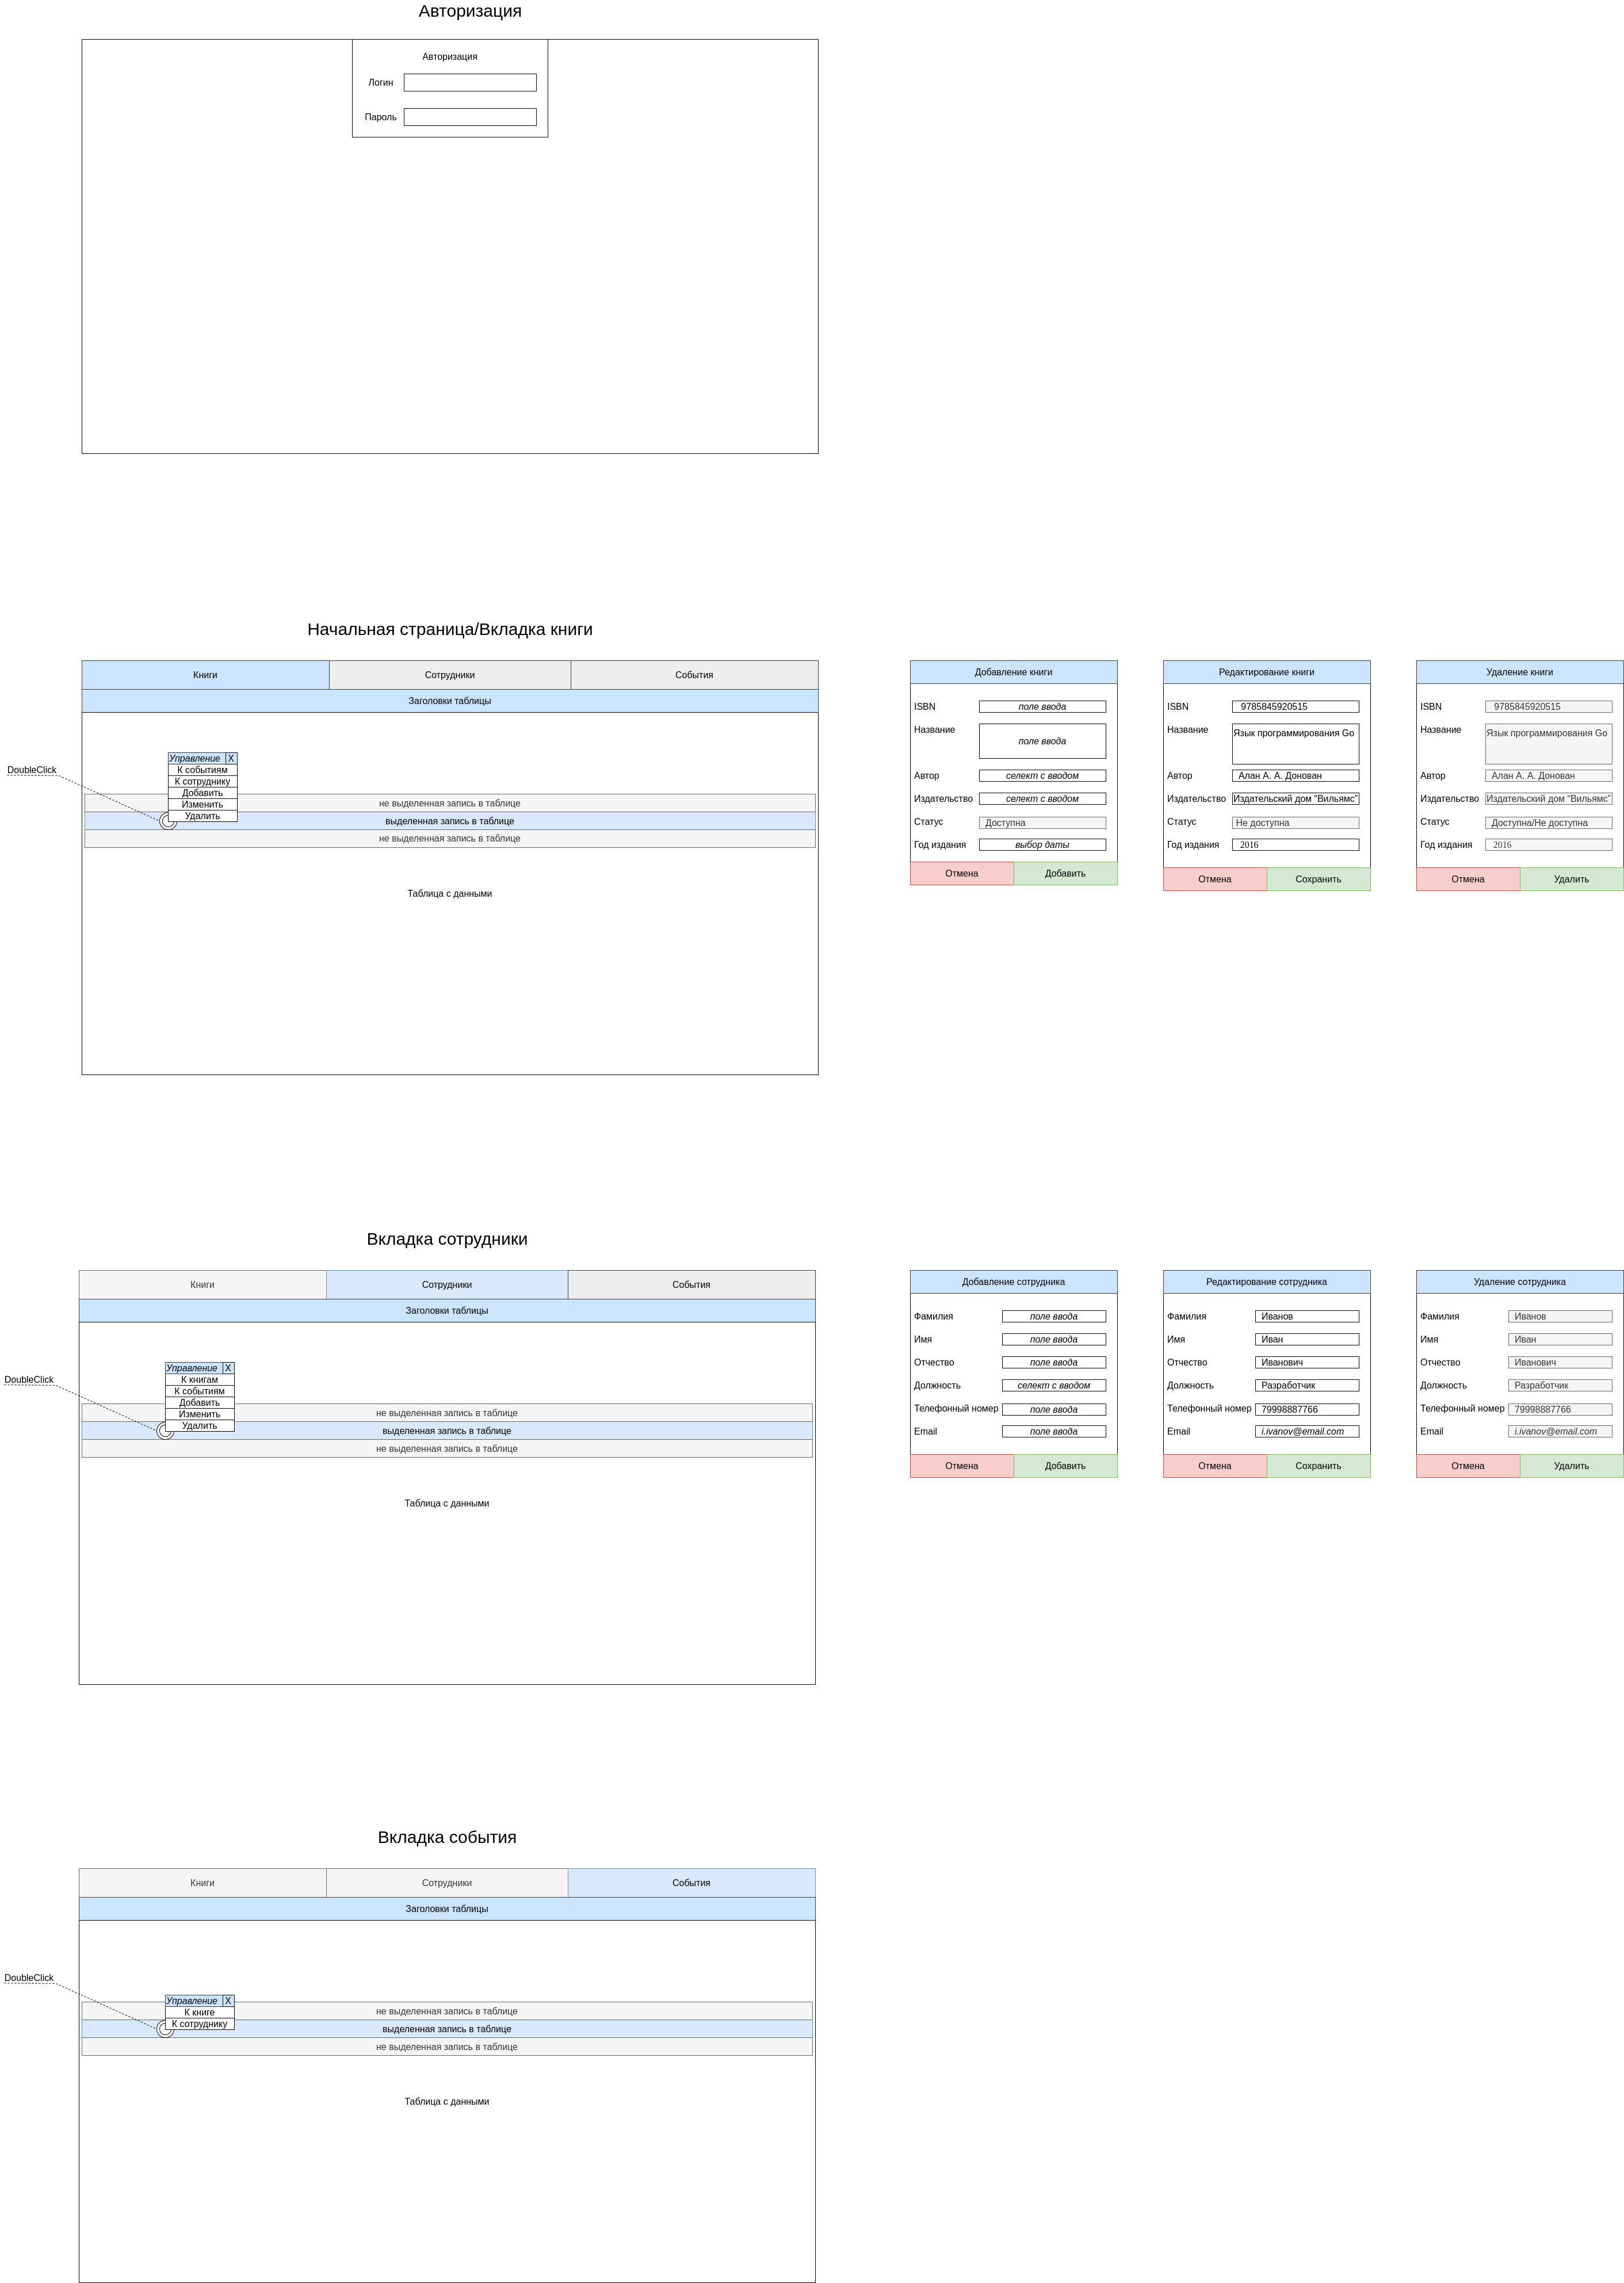 Авторизация
Авторизация
Логин
Пароль
Начальная страница/Вкладка книги
Книги
Сотрудники
События
Заголовки таблицы
DoubleClick
Управление X
К событиям
К сотруднику
Добавить
Изменить
Удалить
не выделенная запись в таблице
выделенная запись в таблице
не выделенная запись в таблице
Таблица с данными
Добавление книги
ISBN поле ввода
Название поле ввода
Автор селект с вводом
Издательство селект с вводом
Статус Доступна
Год издания выбор даты
Отмена Добавить
Редактирование книги
ISBN 9785845920515
Название Язык программирования Go
Автор Алан А. А. Донован
Издательство Издательский дом "Вильямс"
Статус Не доступна
Год издания 2016
Отмена Сохранить
Удаление книги
ISBN 9785845920515
Название Язык программирования Go
Автор Алан А. А. Донован
Издательство Издательский дом "Вильямс"
Статус Доступна/Не доступна
Год издания 2016
Отмена Удалить
Вкладка сотрудники
Книги
Сотрудники
События
Заголовки таблицы
DoubleClick
Управление X
К книгам
К событиям
Добавить
Изменить
Удалить
не выделенная запись в таблице
выделенная запись в таблице
не выделенная запись в таблице
Таблица с данными
Добавление сотрудника
Фамилия поле ввода
Имя поле ввода
Отчество поле ввода
Должность селект с вводом
Телефонный номер поле ввода
Email поле ввода
Отмена Добавить
Редактирование сотрудника
Фамилия Иванов
Имя Иван
Отчество Иванович
Должность Разработчик
Телефонный номер 79998887766
Email i.ivanov@email.com
Отмена Сохранить
Удаление сотрудника
Фамилия Иванов
Имя Иван
Отчество Иванович
Должность Разработчик
Телефонный номер 79998887766
Email i.ivanov@email.com
Отмена Удалить
Вкладка события
Книги
Сотрудники
События
Заголовки таблицы
DoubleClick
Управление X
К книге
К сотруднику
не выделенная запись в таблице
выделенная запись в таблице
не выделенная запись в таблице
Таблица с данными